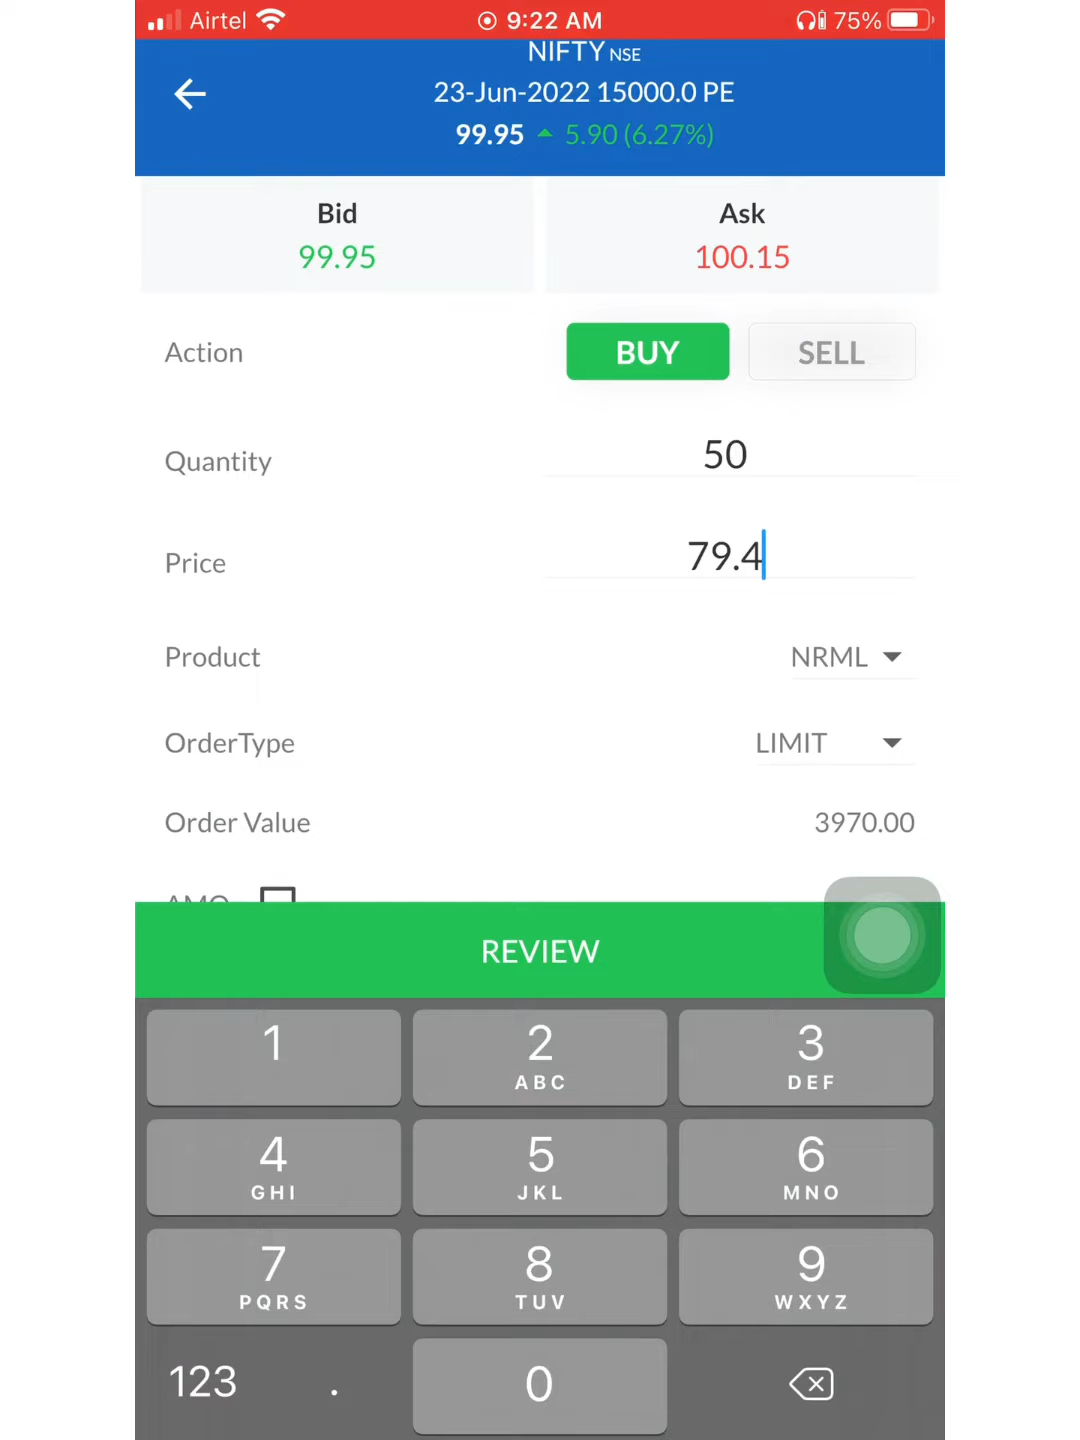 Airtel 9:22 AM 75%
NIFTY NSE
23-Jun-2022 15000.0 PE
99.95 5.90 (6.27%)
Bid Ask
99.95 100.15
Action BUY SELL
Quantity 50
Price 79.4
Product NRML
OrderType LIMIT
Order Value 3970.00
AMO
REVIEW
1 2 3
ABC DEF
4 5 6
GHI JKL MNO
7 8 9
PQRS TUV WXYZ
123 . 0